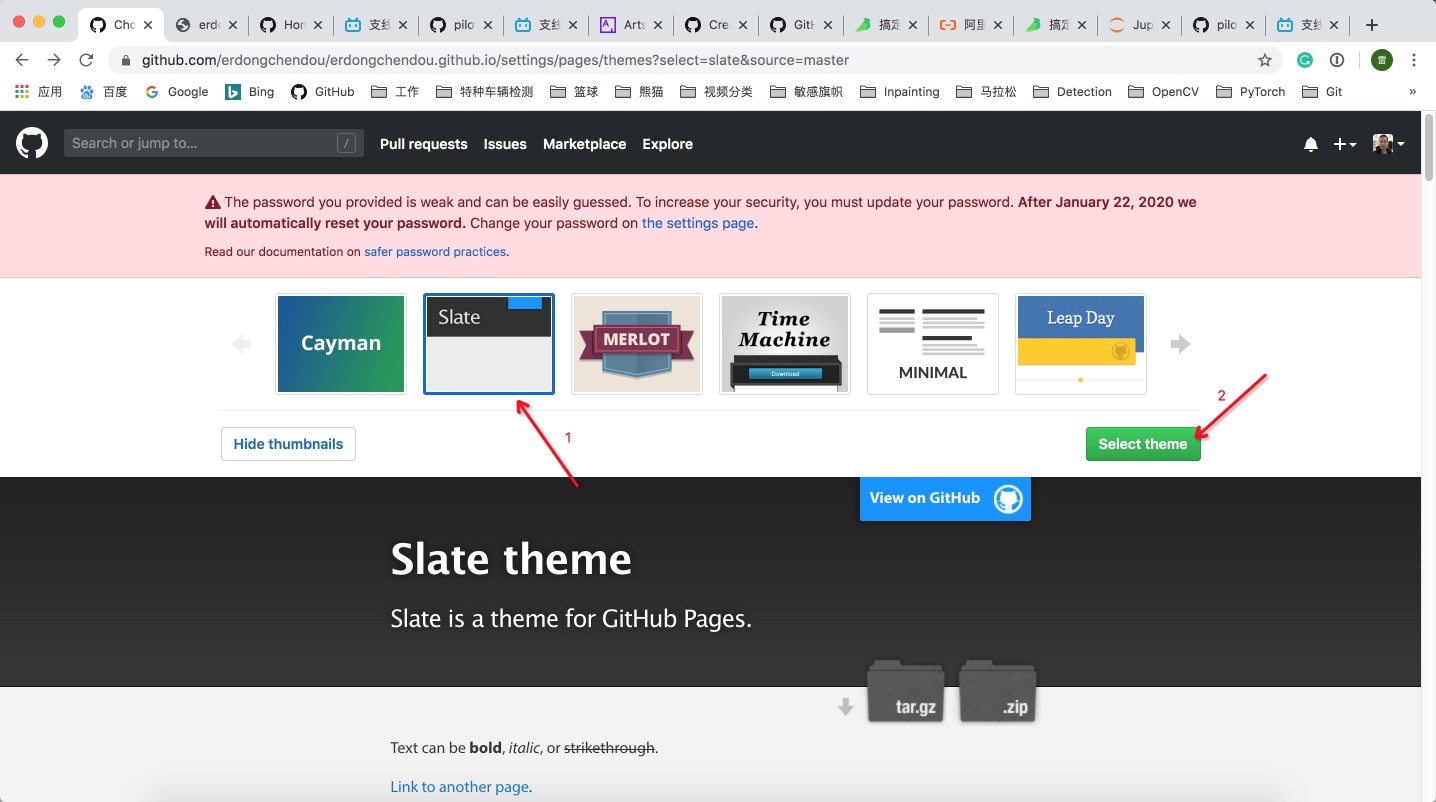 Cho
erdo
Hom
支线
pilo
支线
Arts
Crea
GitH
搞定
阿里
搞定
Jup
pilo
支线
github.com/erdongchendou/erdongchendou.github.io/settings/pages/themes?select=slate&source=master
雷
应用 百度 Google Bing GitHub 工作 特种车辆检测 篮球 熊猫 视频分类 敏感旗帜 Inpainting 马拉松 Detection OpenCV PyTorch Git »
Search or jump to... /
Pull requests Issues Marketplace Explore
The password you provided is weak and can be easily guessed. To increase your security, you must update your password. After January 22, 2020 we
will automatically reset your password. Change your password on the settings page.
Read our documentation on safer password practices.
Cayman
Slate
MERLOT
Time
Machine
Download
MINIMAL
Leap Day
1
2
Hide thumbnails
Select theme
View on GitHub
Slate theme
Slate is a theme for GitHub Pages.
tar.gz
.zip
Text can be bold, italic, or strikethrough.
Link to another page.